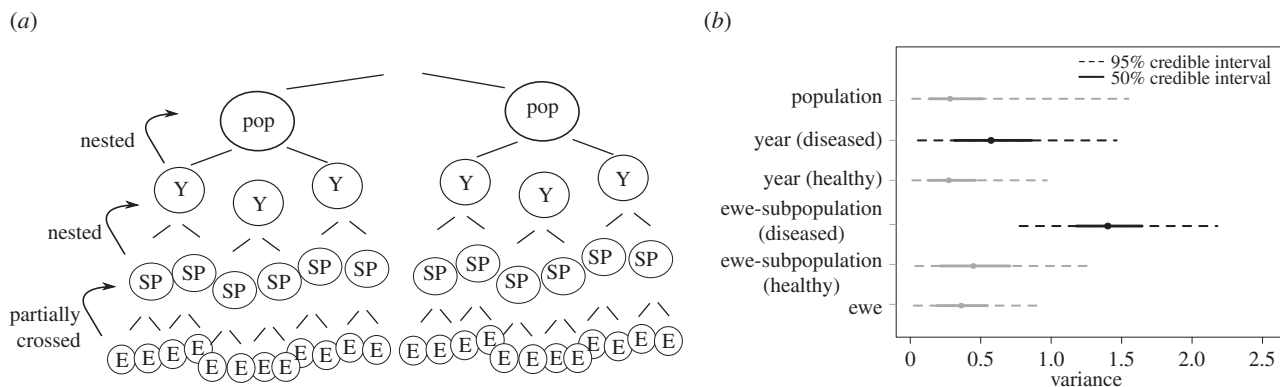 (a)
pop pop
nested
Y Y Y Y Y Y
nested
SP SP SP SP SP SP SP SP SP SP SP SP
partially
crossed
E E E E E E E E E E E E E E E E E E E E E E E E
(b)
95% credible interval
50% credible interval
population
year (diseased)
year (healthy)
ewe-subpopulation
(diseased)
ewe-subpopulation
(healthy)
ewe
0 0.5 1.0 1.5 2.0 2.5
variance